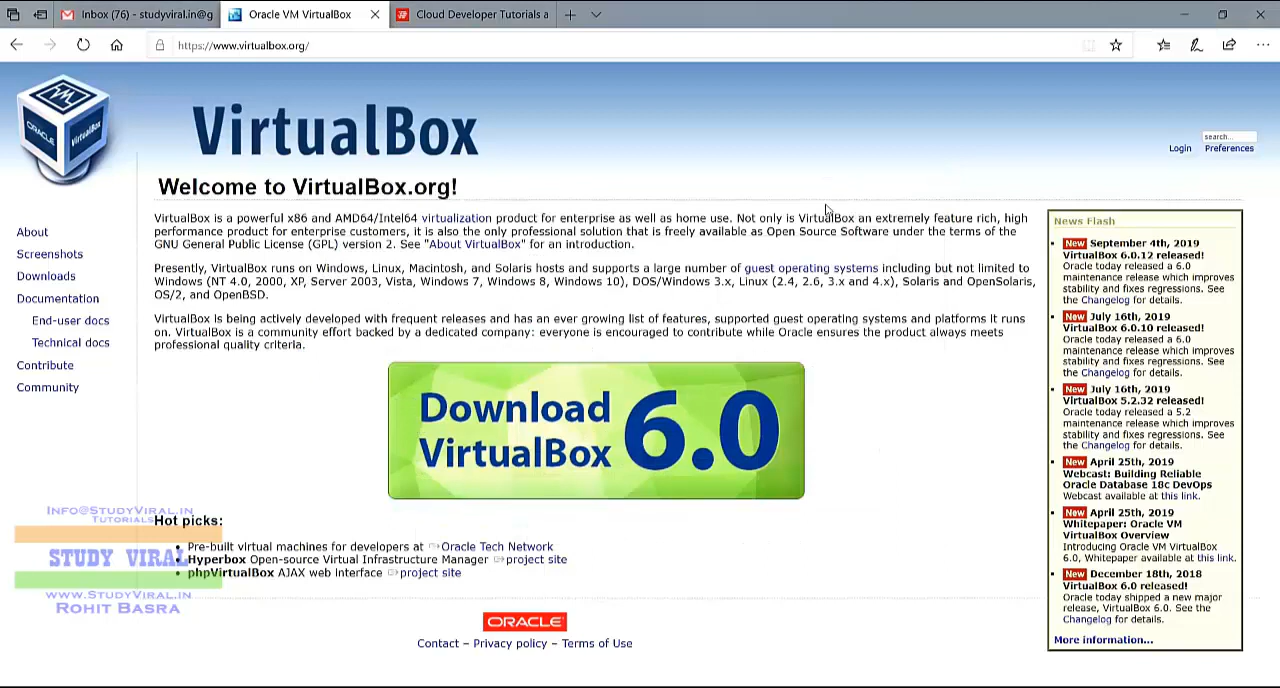 Inbox (76) - studyviral.in@g
Oracle VM VirtualBox
Cloud Developer Tutorials a
https://www.virtualbox.org/
ORACLE
VirtualBox
VirtualBox
search...
Login Preferences
Welcome to VirtualBox.org!
About
Screenshots
Downloads
Documentation
End-user docs
Technical docs
Contribute
Community
VirtualBox is a powerful x86 and AMD64/Intel64 virtualization product for enterprise as well as home use. Not only is VirtualBox an extremely feature rich, high
performance product for enterprise customers, it is also the only professional solution that is freely available as Open Source Software under the terms of the
GNU General Public License (GPL) version 2. See "About VirtualBox" for an introduction.
Presently, VirtualBox runs on Windows, Linux, Macintosh, and Solaris hosts and supports a large number of guest operating systems including but not limited to
Windows (NT 4.0, 2000, XP, Server 2003, Vista, Windows 7, Windows 8, Windows 10), DOS/Windows 3.x, Linux (2.4, 2.6, 3.x and 4.x), Solaris and OpenSolaris,
OS/2, and OpenBSD.
VirtualBox is being actively developed with frequent releases and has an ever growing list of features, supported guest operating systems and platforms it runs
on. VirtualBox is a community effort backed by a dedicated company: everyone is encouraged to contribute while Oracle ensures the product always meets
professional quality criteria.
Download
VirtualBox
6.0
Hot picks:
• Pre-built virtual machines for developers at Oracle Tech Network
• Hyperbox Open-source Virtual Infrastructure Manager project site
• phpVirtualBox AJAX web interface project site
Info@StudyViral.in
Tutorials
STUDY VIRAL
www.StudyViral.in
Rohit Basra
ORACLE
Contact – Privacy policy – Terms of Use
News Flash
• New September 4th, 2019
VirtualBox 6.0.12 released!
Oracle today released a 6.0
maintenance release which improves
stability and fixes regressions. See
the Changelog for details.
• New July 16th, 2019
VirtualBox 6.0.10 released!
Oracle today released a 6.0
maintenance release which improves
stability and fixes regressions. See
the Changelog for details.
• New July 16th, 2019
VirtualBox 5.2.32 released!
Oracle today released a 5.2
maintenance release which improves
stability and fixes regressions. See
the Changelog for details.
• New April 25th, 2019
Webcast: Building Reliable
Oracle Database 18c DevOps
Webcast available at this link.
• New April 25th, 2019
Whitepaper: Oracle VM
VirtualBox Overview
Introducing Oracle VM VirtualBox
6.0, Whitepaper available at this link.
• New December 18th, 2018
VirtualBox 6.0 released!
Oracle today shipped a new major
release, VirtualBox 6.0. See the
Changelog for details.
More information...